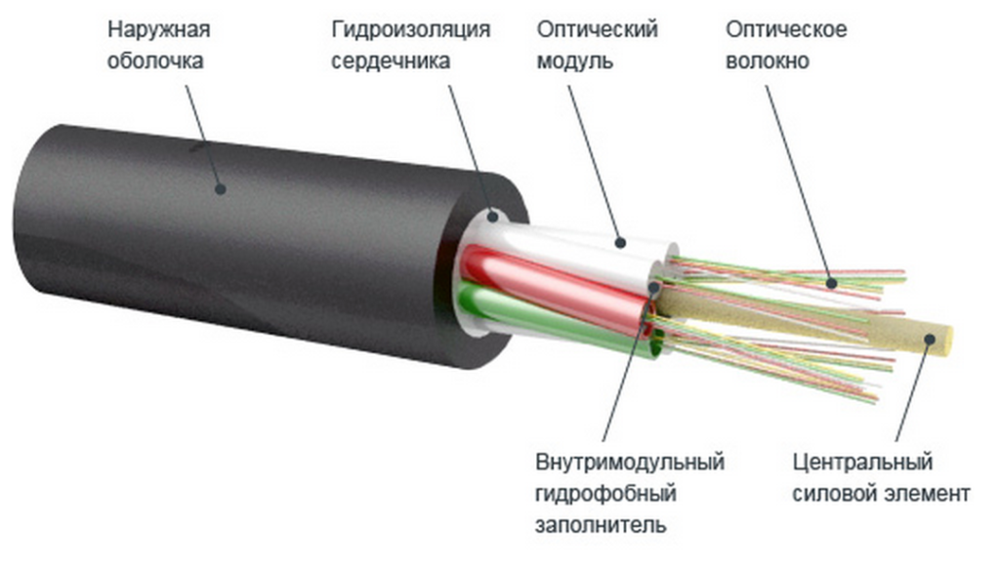 Наружная
оболочка
Гидроизоляция
сердечника
Оптический
модуль
Оптическое
волокно
Внутримодульный
гидрофобный
заполнитель
Центральный
силовой элемент